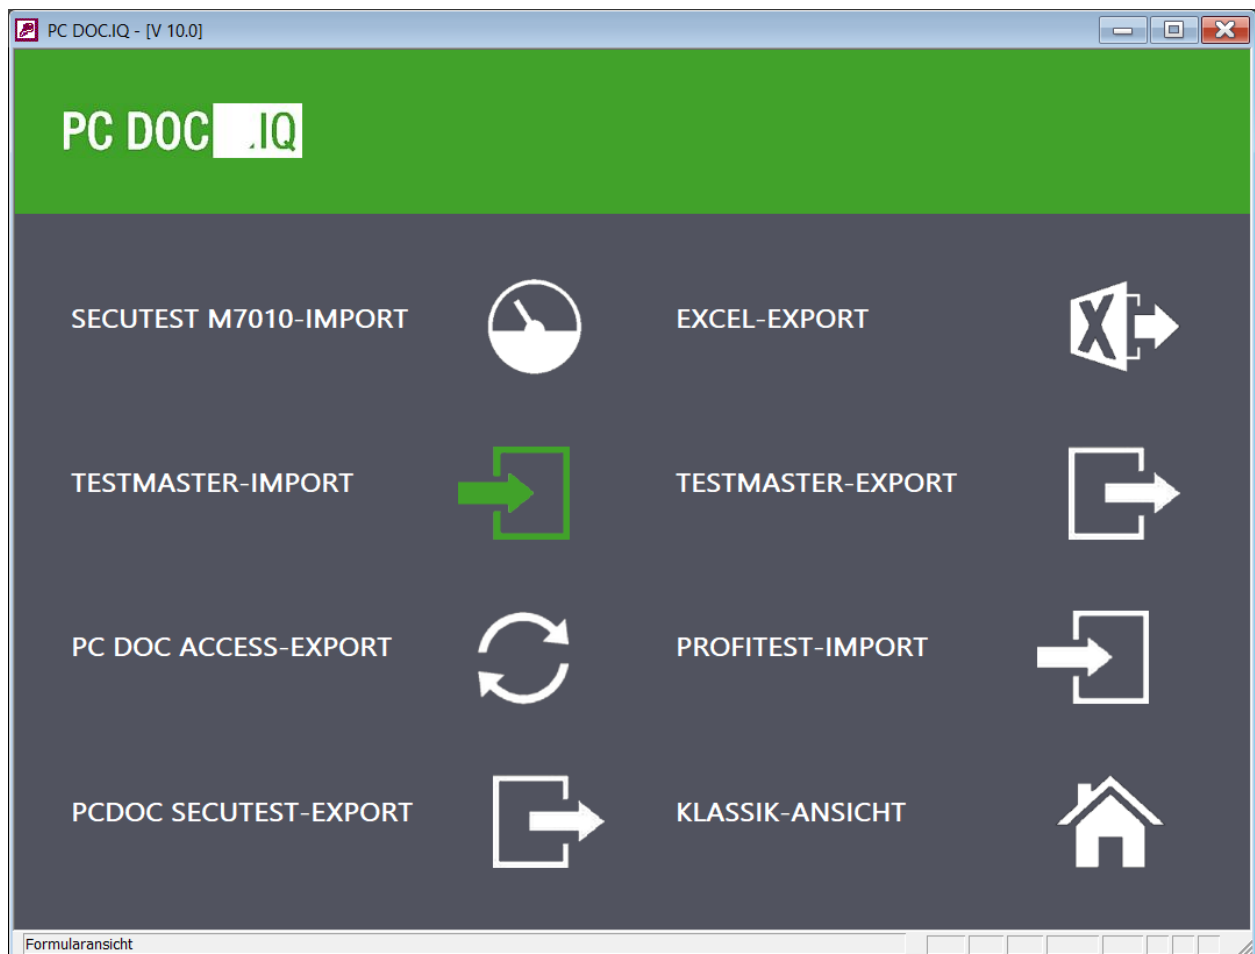 PC DOC.IQ - [V 10.0]
PC DOC .IQ
SECUTEST M7010-IMPORT
EXCEL-EXPORT
TESTMASTER-IMPORT
TESTMASTER-EXPORT
PC DOC ACCESS-EXPORT
PROFITEST-IMPORT
PCDOC SECUTEST-EXPORT
KLASSIK-ANSICHT
Formularansicht